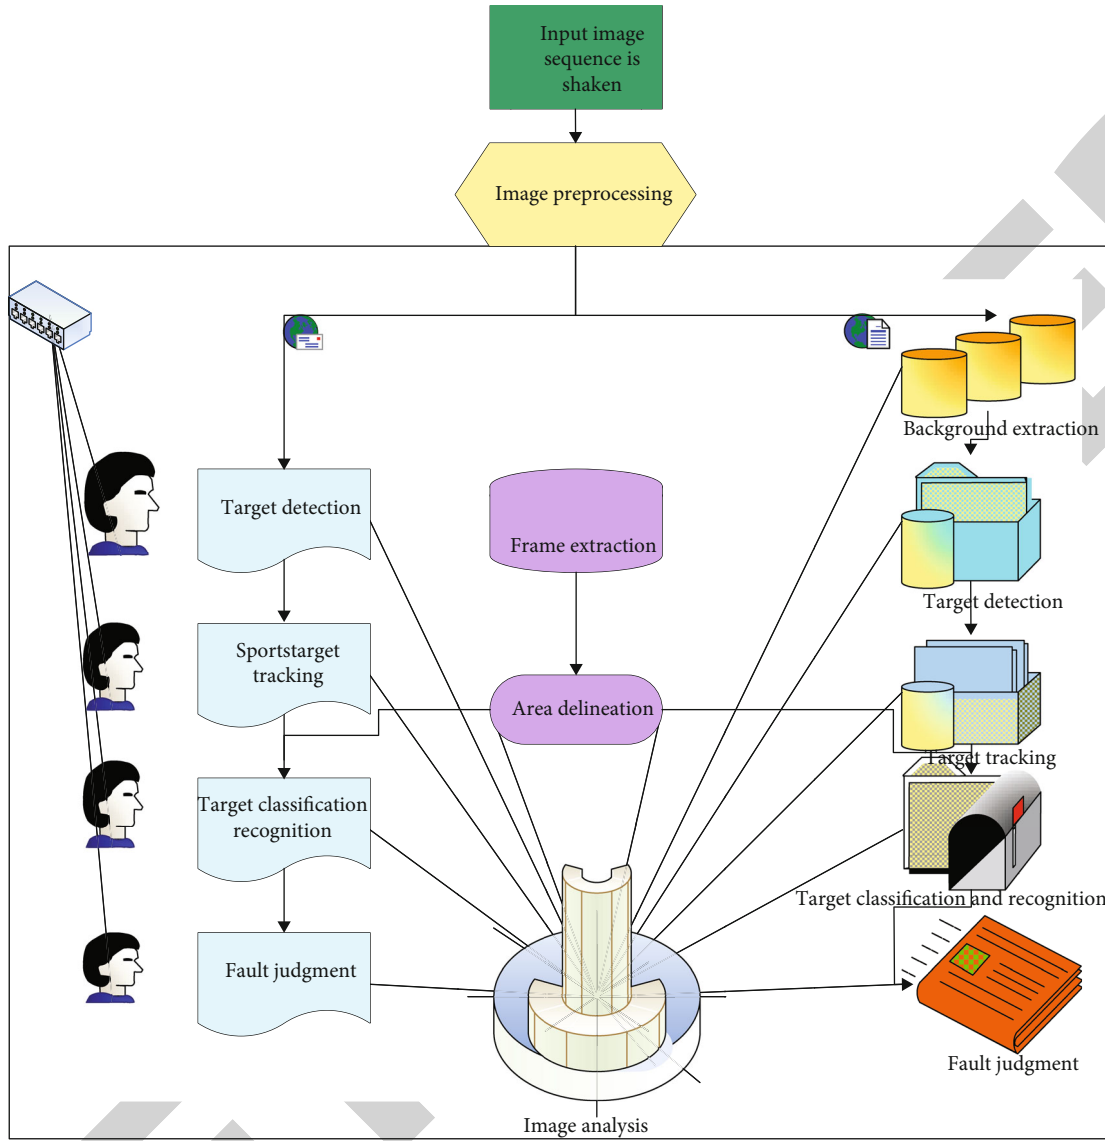 Input image
sequence is
shaken
Image preprocessing
Background extraction
Target detection
Frame extraction
Target detection
Sportstarget
tracking
Area delineation
Target tracking
Target classification
recognition
Target classification and recognition
Fault judgment
Fault judgment
Image analysis